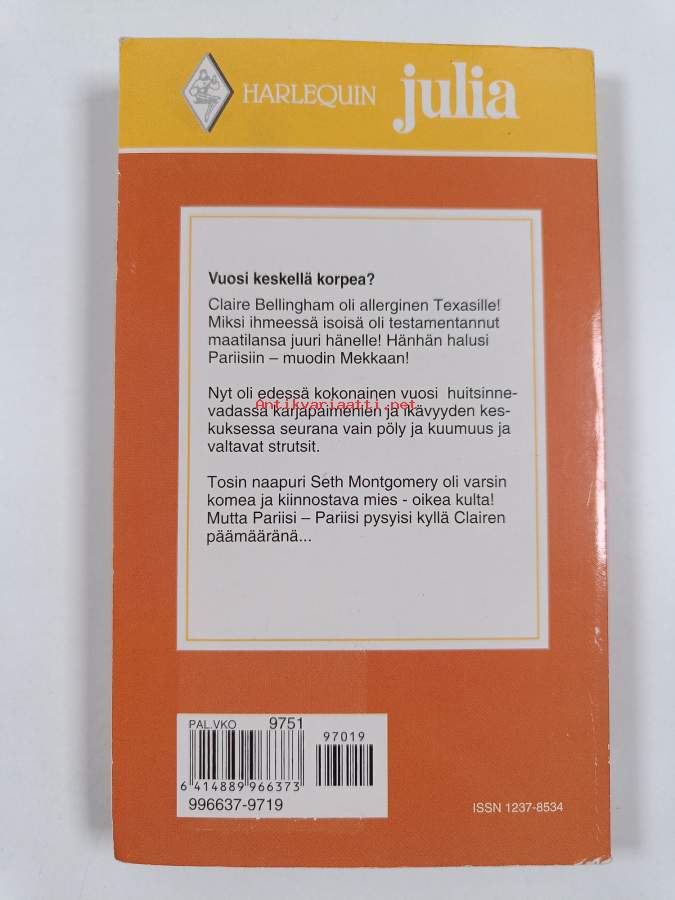 HARLEQUIN julia
Vuosi keskellä korpea?
Claire Bellingham oli allerginen Texasille!
Miksi ihmeessä isoisä oli testamentannut
maatilansa juuri hänelle! Hänhän halusi
Pariisiin – muodin Mekkaan!
Nyt oli edessä kokonainen vuosi huitsinne-
Antikvariaatti.net
vadassa karjapaimenien ja ikävyyden kes-
kuksessa seurana vain pöly ja kuumuus ja
valtavat strutsit.
Tosin naapuri Seth Montgomery oli varsin
komea ja kiinnostava mies - oikea kulta!
Mutta Pariisi – Pariisi pysyisi kyllä Clairen
päämääränä...
PAL.VKO 9751
97019
6 414889 966373
996637-9719
ISSN 1237-8534